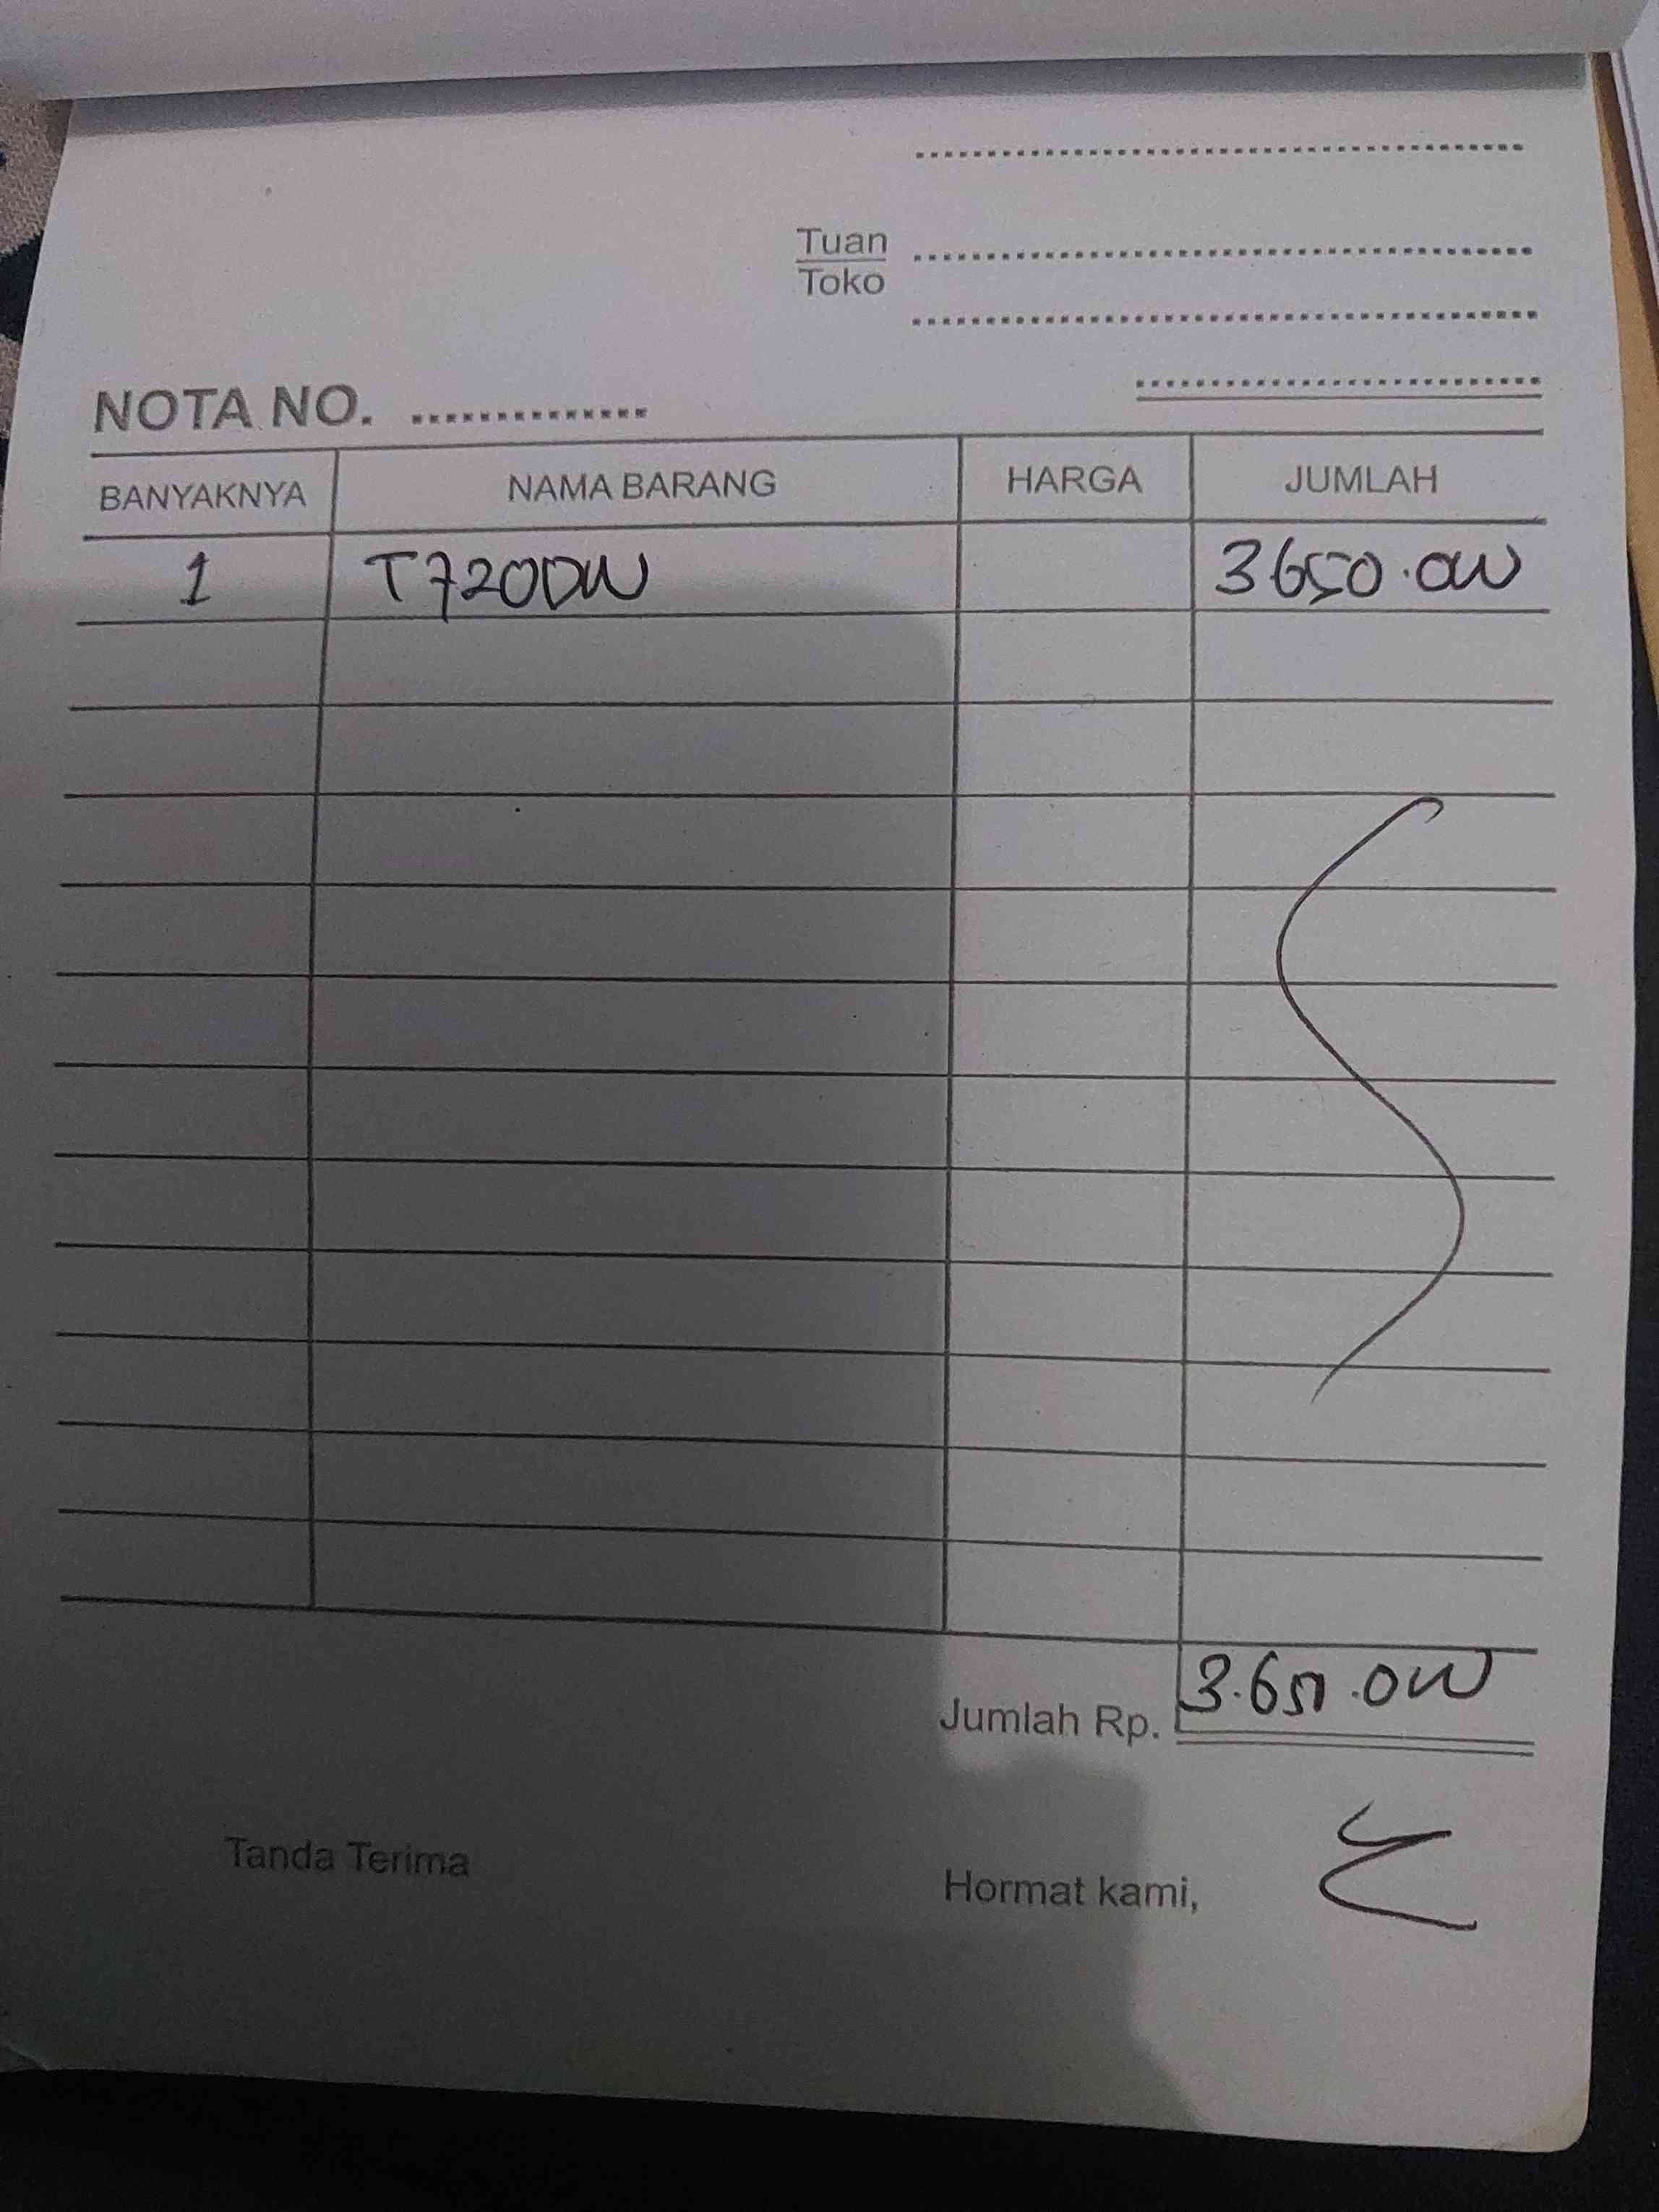 Tuan
Toko
NOTA NO.
BANYAKNYA NAMA BARANG HARGA JUMLAH
1 T720DW 3650.000
Jumlah Rp. 3.650.000
Tanda Terima Hormat kami,